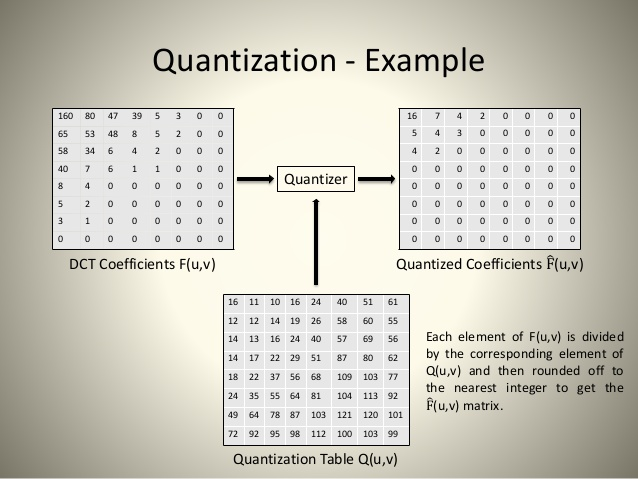 Quantization - Example
160 80 47 39 5 3 0 0
65 53 48 8 5 2 0 0
58 34 6 4 2 0 0 0
40 7 6 1 1 0 0 0
8 4 0 0 0 0 0 0
5 2 0 0 0 0 0 0
3 1 0 0 0 0 0 0
0 0 0 0 0 0 0 0
DCT Coefficients F(u,v)
Quantizer
16 7 4 2 0 0 0 0
5 4 3 0 0 0 0 0
4 2 0 0 0 0 0 0
0 0 0 0 0 0 0 0
0 0 0 0 0 0 0 0
0 0 0 0 0 0 0 0
0 0 0 0 0 0 0 0
0 0 0 0 0 0 0 0
Quantized Coefficients F̂(u,v)
16 11 10 16 24 40 51 61
12 12 14 19 26 58 60 55
14 13 16 24 40 57 69 56
14 17 22 29 51 87 80 62
18 22 37 56 68 109 103 77
24 35 55 64 81 104 113 92
49 64 78 87 103 121 120 101
72 92 95 98 112 100 103 99
Quantization Table Q(u,v)
Each element of F(u,v) is divided
by the corresponding element of
Q(u,v) and then rounded off to
the nearest integer to get the
F̂(u,v) matrix.